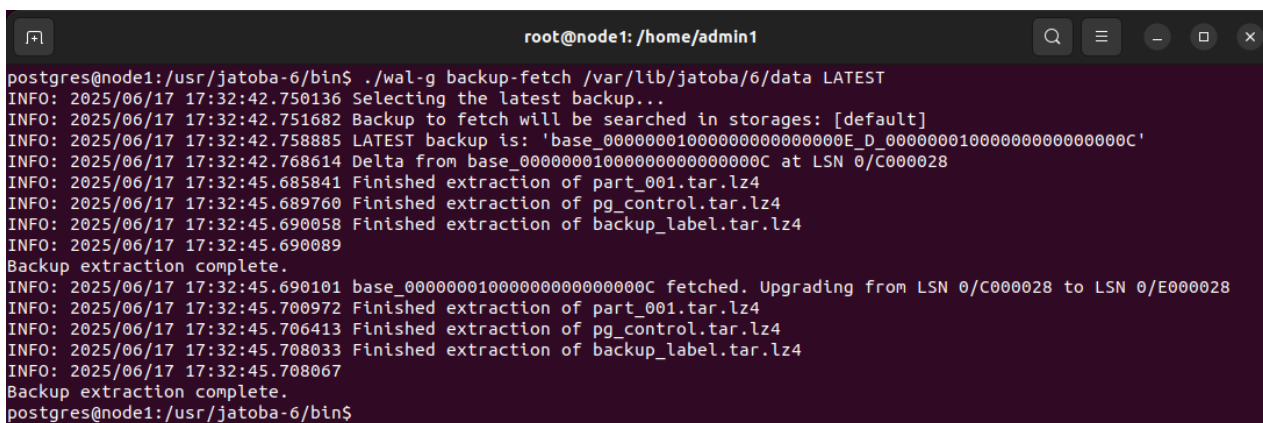 root@node1: /home/admin1
postgres@node1:/usr/jatoba-6/bin$ ./wal-g backup-fetch /var/lib/jatoba/6/data LATEST
INFO: 2025/06/17 17:32:42.750136 Selecting the latest backup...
INFO: 2025/06/17 17:32:42.751682 Backup to fetch will be searched in storages: [default]
INFO: 2025/06/17 17:32:42.758885 LATEST backup is: 'base_00000001000000000000000E_D_00000001000000000000000C'
INFO: 2025/06/17 17:32:42.768614 Delta from base_00000001000000000000000C at LSN 0/C000028
INFO: 2025/06/17 17:32:45.685841 Finished extraction of part_001.tar.lz4
INFO: 2025/06/17 17:32:45.689760 Finished extraction of pg_control.tar.lz4
INFO: 2025/06/17 17:32:45.690058 Finished extraction of backup_label.tar.lz4
INFO: 2025/06/17 17:32:45.690089
Backup extraction complete.
INFO: 2025/06/17 17:32:45.690101 base_00000001000000000000000C fetched. Upgrading from LSN 0/C000028 to LSN 0/E000028
INFO: 2025/06/17 17:32:45.700972 Finished extraction of part_001.tar.lz4
INFO: 2025/06/17 17:32:45.706413 Finished extraction of pg_control.tar.lz4
INFO: 2025/06/17 17:32:45.708033 Finished extraction of backup_label.tar.lz4
INFO: 2025/06/17 17:32:45.708067
Backup extraction complete.
postgres@node1:/usr/jatoba-6/bin$